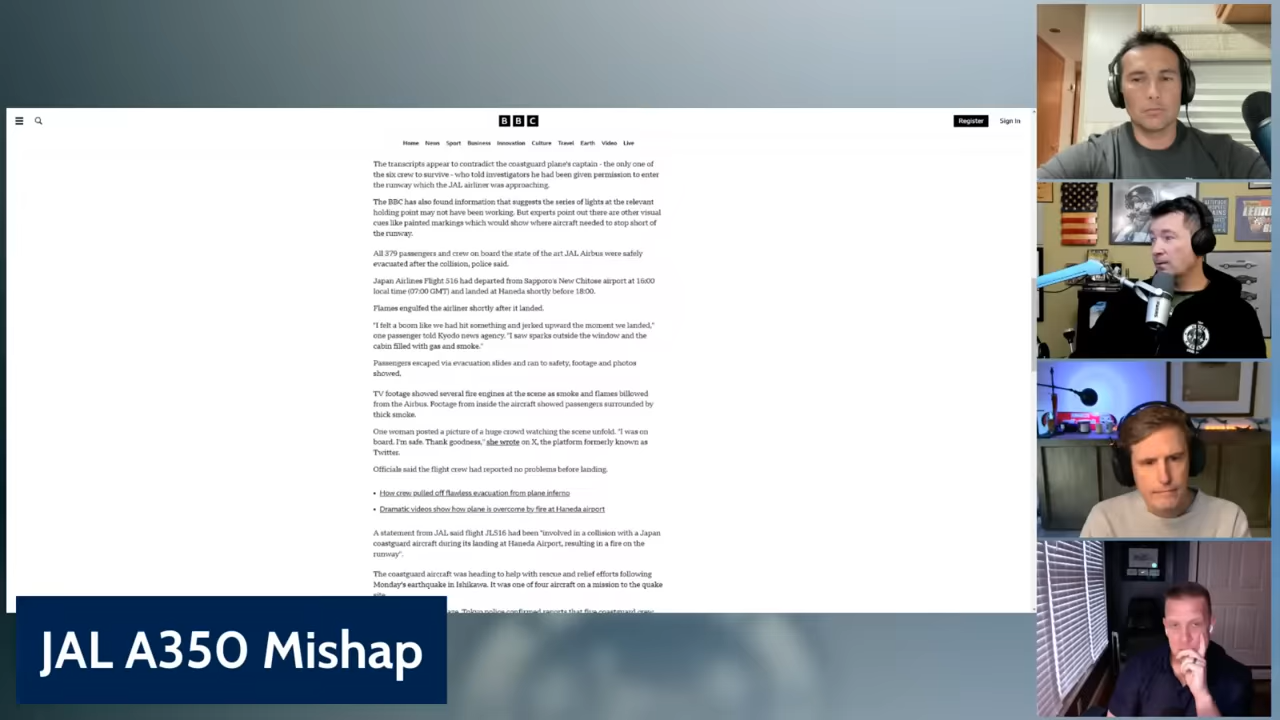 BBC
Register
Sign In
Home News Sport Business Innovation Culture Travel Earth Video Live
The transcripts appear to contradict the coastguard plane's captain - the only one of
the six crew to survive - who told investigators he had been given permission to enter
the runway which the JAL airliner was approaching.
The BBC has also found information that suggests the series of lights at the relevant
holding point may not have been working. But experts point out there are other visual
cues like painted markings which would show where aircraft needed to stop short of
the runway.
All 379 passengers and crew on board the state of the art JAL Airbus were safely
evacuated after the collision, police said.
Japan Airlines Flight 516 had departed from Sapporo's New Chitose airport at 16:00
local time (07:00 GMT) and landed at Haneda shortly before 18:00.
Flames engulfed the airliner shortly after it landed.
"I felt a boom like we had hit something and jerked upward the moment we landed,"
one passenger told Kyodo news agency. "I saw sparks outside the window and the
cabin filled with gas and smoke."
Passengers escaped via evacuation slides and ran to safety, footage and photos
showed.
TV footage showed several fire engines at the scene as smoke and flames billowed
from the Airbus. Footage from inside the aircraft showed passengers surrounded by
thick smoke.
One woman posted a picture of a huge crowd watching the scene unfold. "I was on
board. I'm safe. Thank goodness," she wrote on X, the platform formerly known as
Twitter.
Officials said the flight crew had reported no problems before landing.
• How crew pulled off flawless evacuation from plane inferno
• Dramatic videos show how plane is overcome by fire at Haneda airport
A statement from JAL said flight JL516 had been "involved in a collision with a Japan
coastguard aircraft during its landing at Haneda Airport, resulting in a fire on the
runway".
The coastguard aircraft was heading to help with rescue and relief efforts following
Monday's earthquake in Ishikawa. It was one of four aircraft on a mission to the quake
site.
Tokyo police confirmed reports that five coastguard crew
JAL A350 Mishap